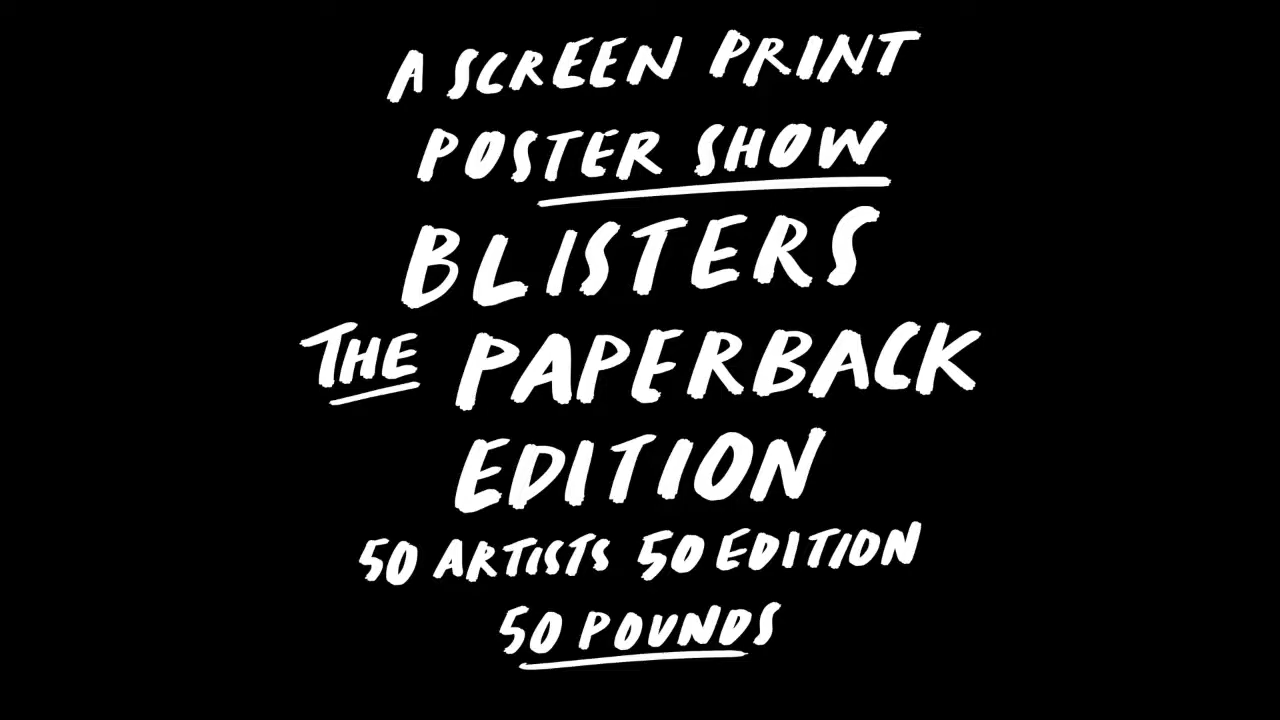 A SCREEN PRINT
POSTER SHOW
BLISTERS
THE PAPERBACK
EDITION
50 ARTISTS 50 EDITION
50 POUNDS